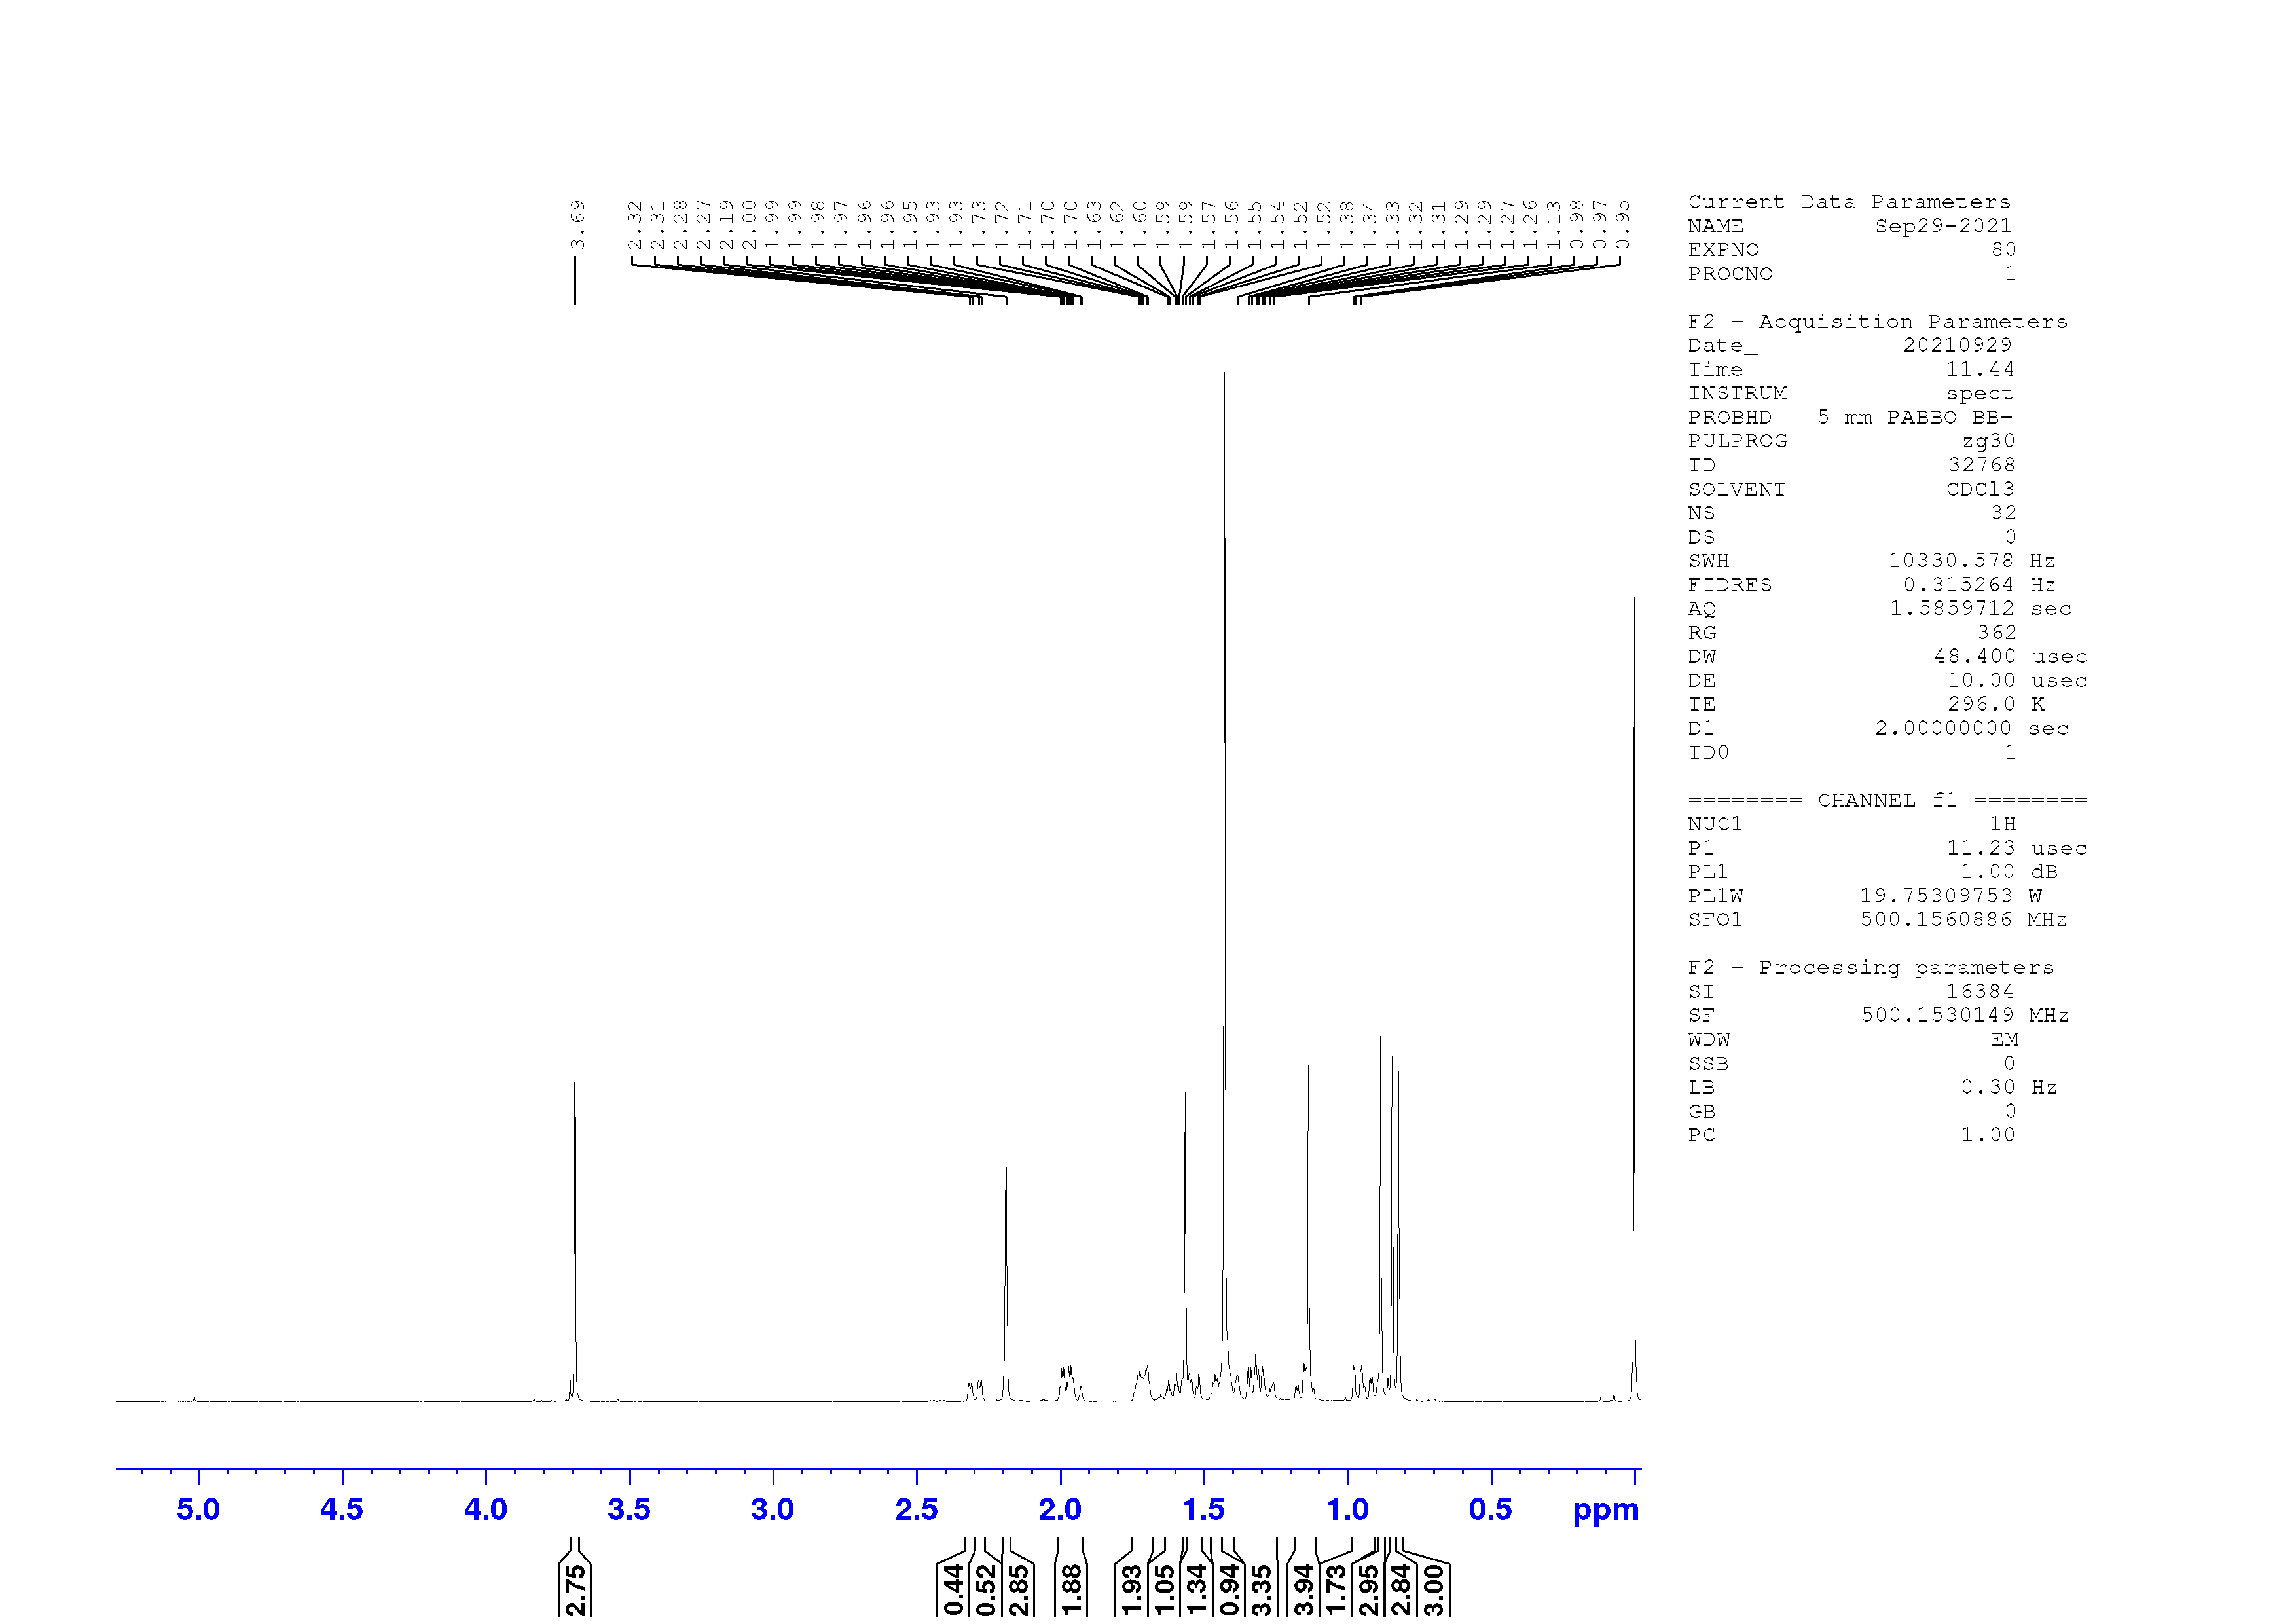 3.69
2.32
2.31
2.28
2.27
2.19
2.00
1.99
1.99
1.98
1.97
1.96
1.96
1.95
1.93
1.93
1.73
1.72
1.71
1.70
1.70
1.63
1.62
1.60
1.59
1.59
1.57
1.56
1.55
1.54
1.52
1.52
1.38
1.34
1.33
1.32
1.31
1.29
1.29
1.27
1.26
1.13
0.98
0.97
0.95
Current Data Parameters
NAME Sep29-2021
EXPNO 80
PROCNO 1
F2 - Acquisition Parameters
Date_ 20210929
Time 11.44
INSTRUM spect
PROBHD 5 mm PABBO BB-
PULPROG zg30
TD 32768
SOLVENT CDCl3
NS 32
DS 0
SWH 10330.578 Hz
FIDRES 0.315264 Hz
AQ 1.5859712 sec
RG 362
DW 48.400 usec
DE 10.00 usec
TE 296.0 K
D1 2.00000000 sec
TD0 1
======== CHANNEL f1 ========
NUC1 1H
P1 11.23 usec
PL1 1.00 dB
PL1W 19.75309753 W
SFO1 500.1560886 MHz
F2 - Processing parameters
SI 16384
SF 500.1530149 MHz
WDW EM
SSB 0
LB 0.30 Hz
GB 0
PC 1.00
5.0 4.5 4.0 3.5 3.0 2.5 2.0 1.5 1.0 0.5 ppm
2.75
0.44
0.52
2.85
1.88
1.93
1.05
1.34
0.94
3.35
3.94
1.73
2.95
2.84
3.00